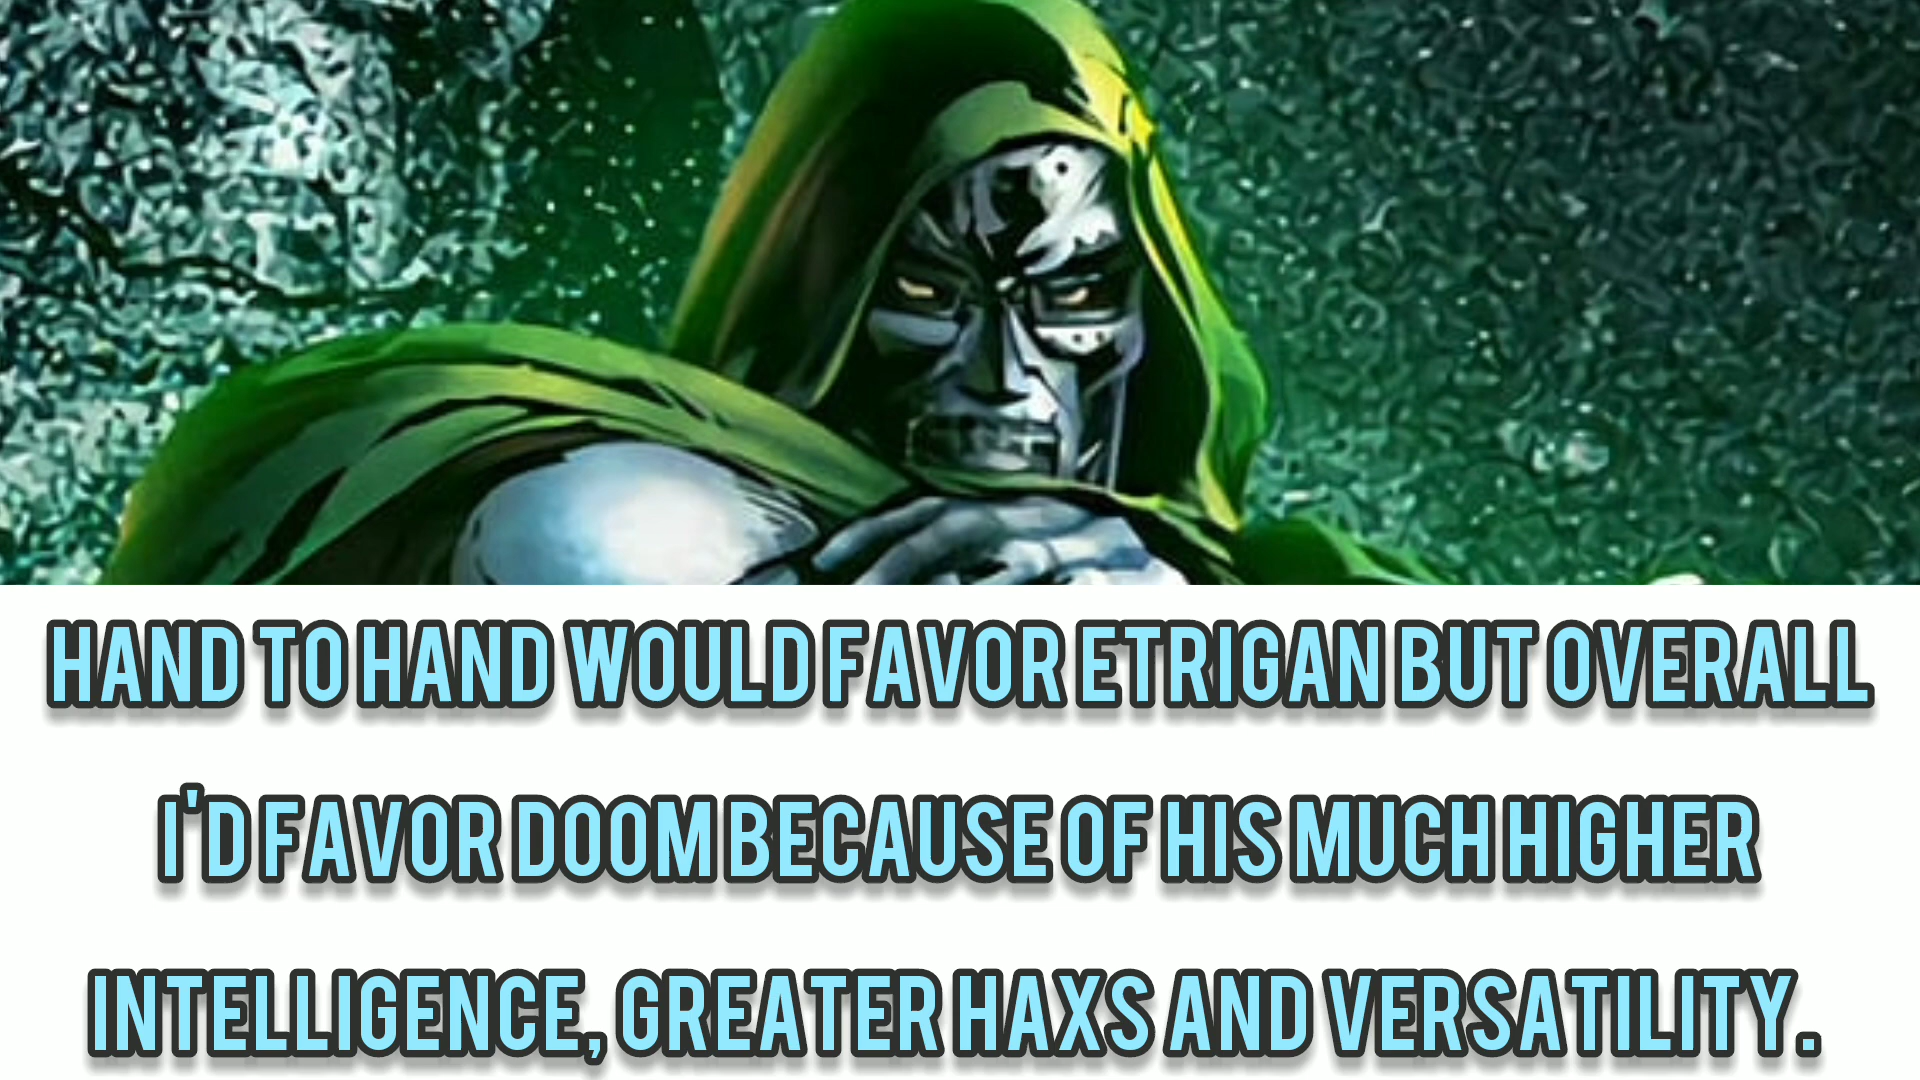 HAND TO HAND WOULD FAVOR ETRIGAN BUT OVERALL
I'D FAVOR DOOM BECAUSE OF HIS MUCH HIGHER
INTELLIGENCE, GREATER HAXS AND VERSATILITY.